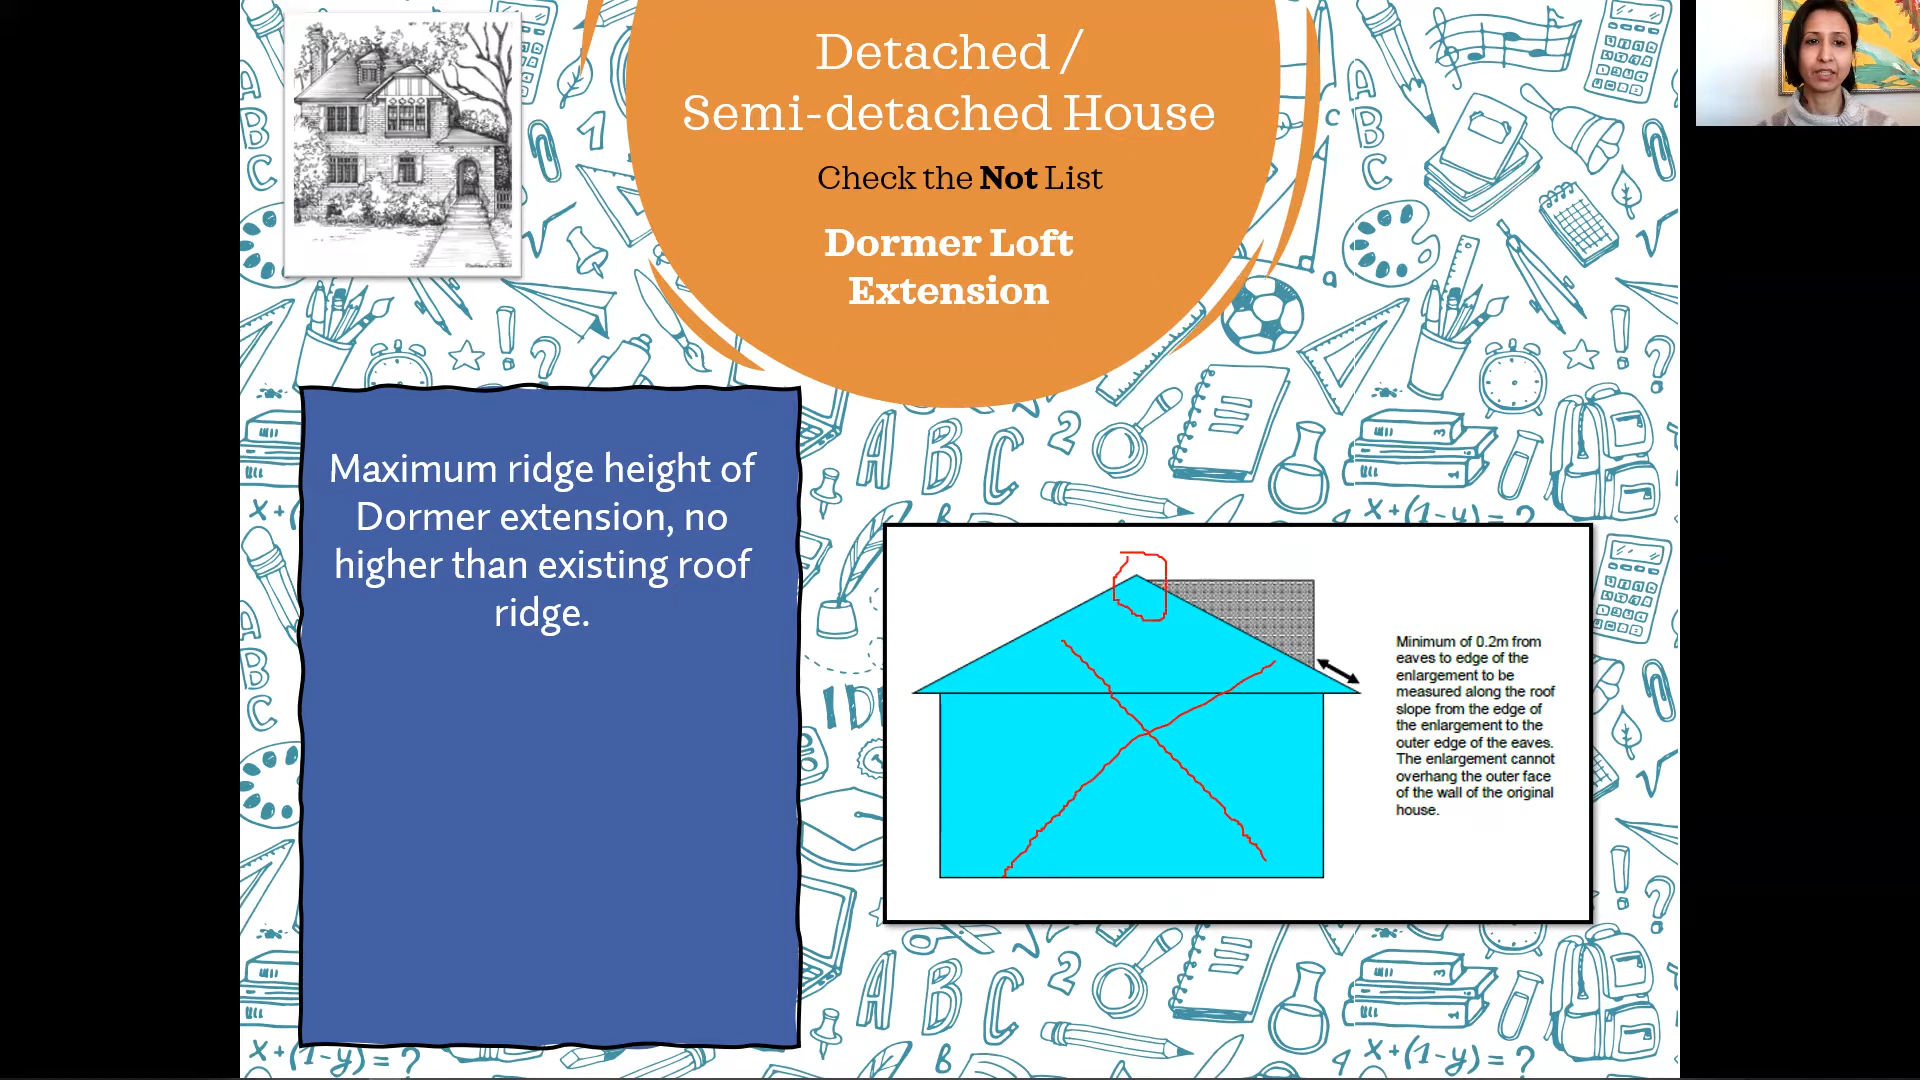 Detached /
Semi-detached House
Check the Not List
Dormer Loft
Extension
Maximum ridge height of
Dormer extension, no
higher than existing roof
ridge.
Minimum of 0.2m from
eaves to edge of the
enlargement to be
measured along the roof
slope from the edge of
the enlargement to the
outer edge of the eaves.
The enlargement cannot
overhang the outer face
of the wall of the original
house.